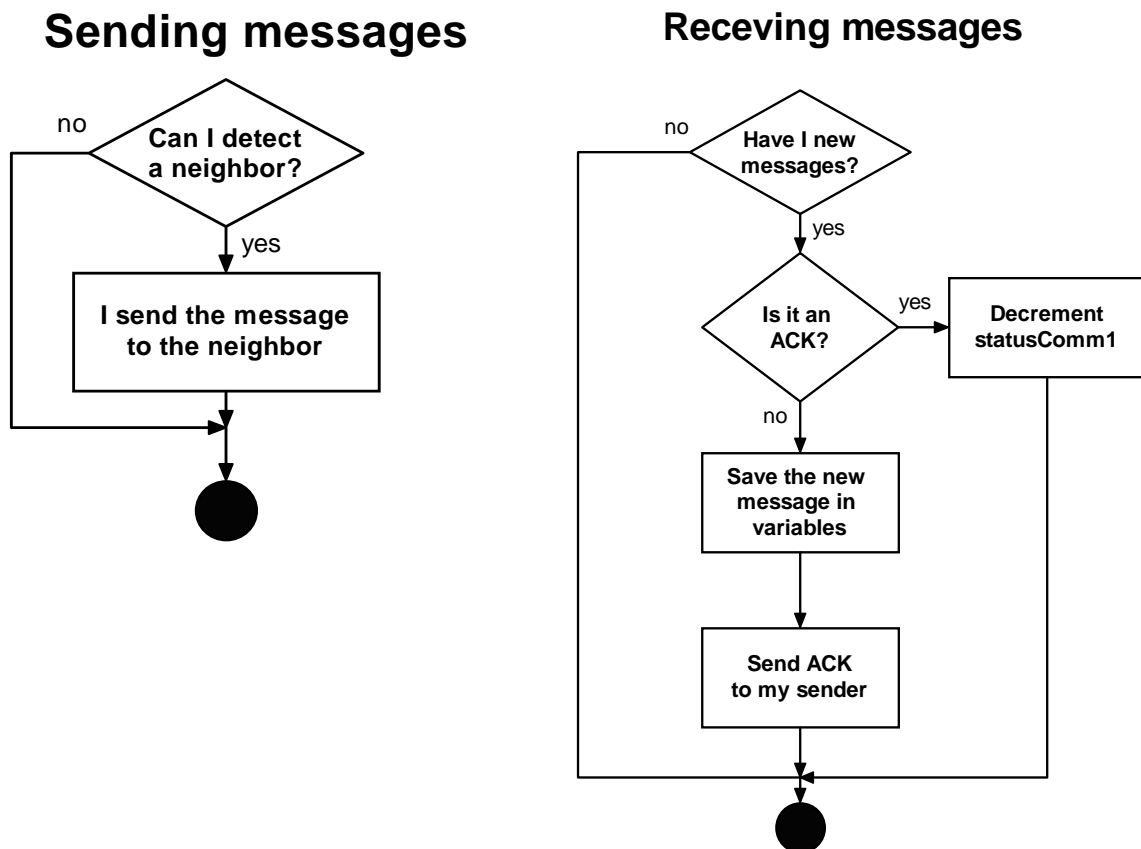 Sending messages
no
Can I detect
a neighbor?
yes
I send the message
to the neighbor
Receving messages
no
Have I new
messages?
yes
Is it an
ACK?
yes
Decrement
statusComm1
no
Save the new
message in
variables
Send ACK
to my sender